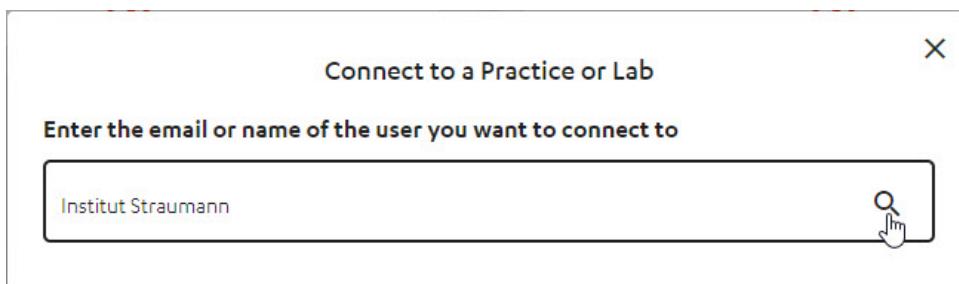 Connect to a Practice or Lab
Enter the email or name of the user you want to connect to
Institut Straumann